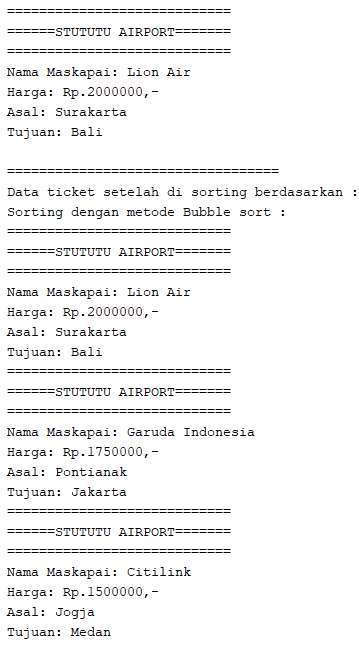 ============================
======STUTUTU AIRPORT=======
============================
Nama Maskapai: Lion Air
Harga: Rp.2000000,-
Asal: Surakarta
Tujuan: Bali
==================================
Data ticket setelah di sorting berdasarkan :
Sorting dengan metode Bubble sort :
============================
======STUTUTU AIRPORT=======
============================
Nama Maskapai: Lion Air
Harga: Rp.2000000,-
Asal: Surakarta
Tujuan: Bali
============================
======STUTUTU AIRPORT=======
============================
Nama Maskapai: Garuda Indonesia
Harga: Rp.1750000,-
Asal: Pontianak
Tujuan: Jakarta
============================
======STUTUTU AIRPORT=======
============================
Nama Maskapai: Citilink
Harga: Rp.1500000,-
Asal: Jogja
Tujuan: Medan